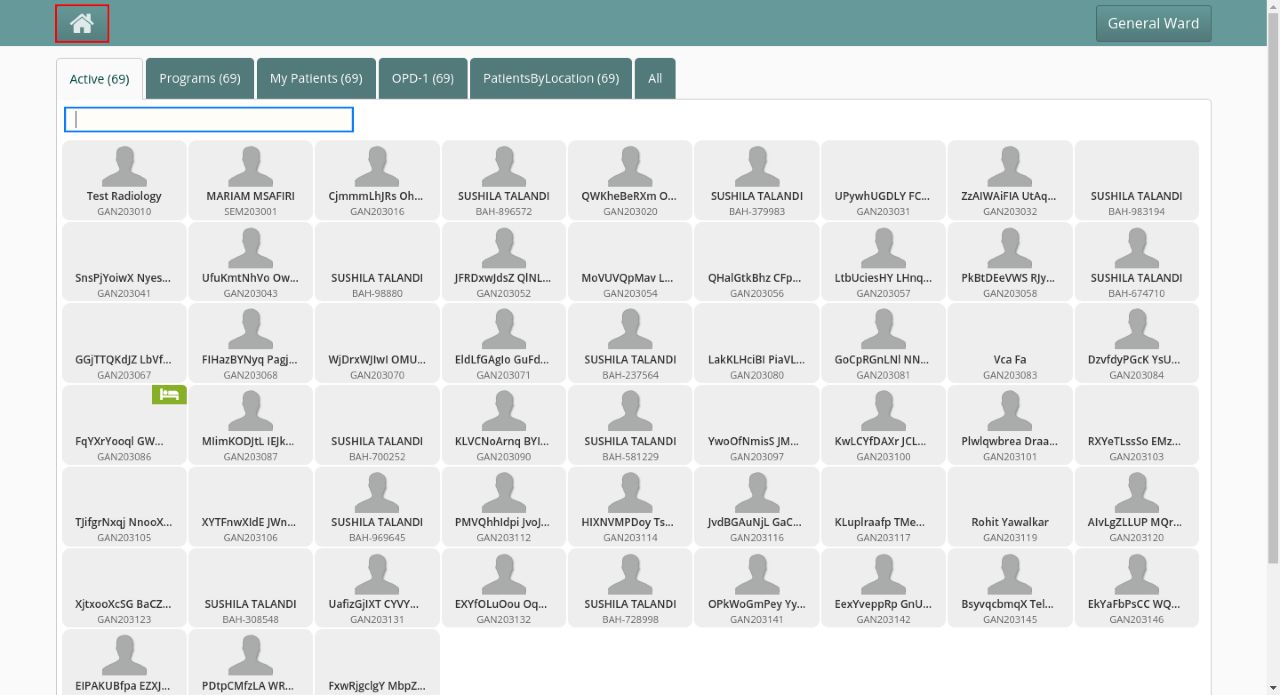 General Ward
Active (69)
Programs (69)
My Patients (69)
OPD-1 (69)
PatientsByLocation (69)
All
Test Radiology
GAN203010
MARIAM MSAFIRI
SEM203001
CjmmmLhJRs Oh...
GAN203016
SUSHILA TALANDI
BAH-896572
QWKheBeRXm O...
GAN203020
SUSHILA TALANDI
BAH-379983
UPywhUGDLY FC...
GAN203031
ZzAIWAiFIA UtAq...
GAN203032
SUSHILA TALANDI
BAH-983194
SnsPjYoiwX Nyes...
GAN203041
UfuKmtNhVo Ow...
GAN203043
SUSHILA TALANDI
BAH-98880
JFRDxwJdsZ QlNL...
GAN203052
MoVUVQpMav L...
GAN203054
QHalGtkBhz CFp...
GAN203056
LtbUciesHY LHnq...
GAN203057
PkBtDEeVWS RJy...
GAN203058
SUSHILA TALANDI
BAH-674710
GGjTTQKdJZ LbVf...
GAN203067
FIHazBYNyq Pagj...
GAN203068
WjDrxWJIwI OMU...
GAN203070
EldLfGAgIo GuFd...
GAN203071
SUSHILA TALANDI
BAH-237564
LakKLHciBI PiaVL...
GAN203080
GoCpRGnLNl NN...
GAN203081
Vca Fa
GAN203083
DzvfdyPGcK YsU...
GAN203084
FqYXrYooql GW...
GAN203086
MIimKODJtL IEJk...
GAN203087
SUSHILA TALANDI
BAH-700252
KLVCNoArnq BYI...
GAN203090
SUSHILA TALANDI
BAH-581229
YwoOfNmisS JM...
GAN203097
KwLCYfDAXr JCL...
GAN203100
Plwlqwbrea Draa...
GAN203101
RXYeTLssSo EMz...
GAN203103
TJifgrNxqj NnooX...
GAN203105
XYTFnwXIdE JWn...
GAN203106
SUSHILA TALANDI
BAH-969645
PMVQhhIdpi JvoJ...
GAN203112
HIXNVMPDoy Ts...
GAN203114
JvdBGAuNjL GaC...
GAN203116
KLuplraafp TMe...
GAN203117
Rohit Yawalkar
GAN203119
AIvLgZLLUP MQr...
GAN203120
XjtxooXcSG BaCZ...
GAN203123
SUSHILA TALANDI
BAH-308548
UafizGjIXT CYVY...
GAN203131
EXYfOLuOou Oq...
GAN203132
SUSHILA TALANDI
BAH-728998
OPkWoGmPey Yy...
GAN203141
EexYveppRp GnU...
GAN203142
BsyvqcbmqX Tel...
GAN203145
EkYaFbPsCC WQ...
GAN203146
EIPAKUBfpa EZXJ...
PDtpCMfzLA WR...
FxwRjgclgY MbpZ...